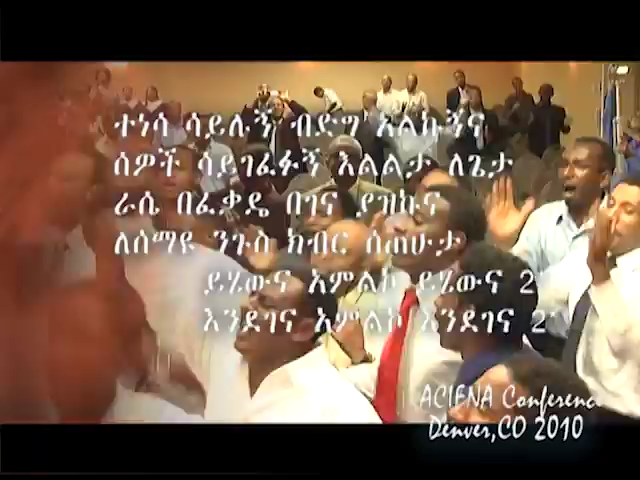 ተነሳ ሳይሉኝ ብድግ አልኩኝና
ሰዎች ሳይገፈፉኝ እልልታ ለጌታ
ራሴ በፈቃዴ በገና ያዝኩና
ለሰማዩ ንጉስ ክብር ሰጠሁታ
ይሄውና አምልኮ ይሄውና 2
እንደገና አምልኮ እንደገና 2
ACIENA Conference
Denver,CO 2010